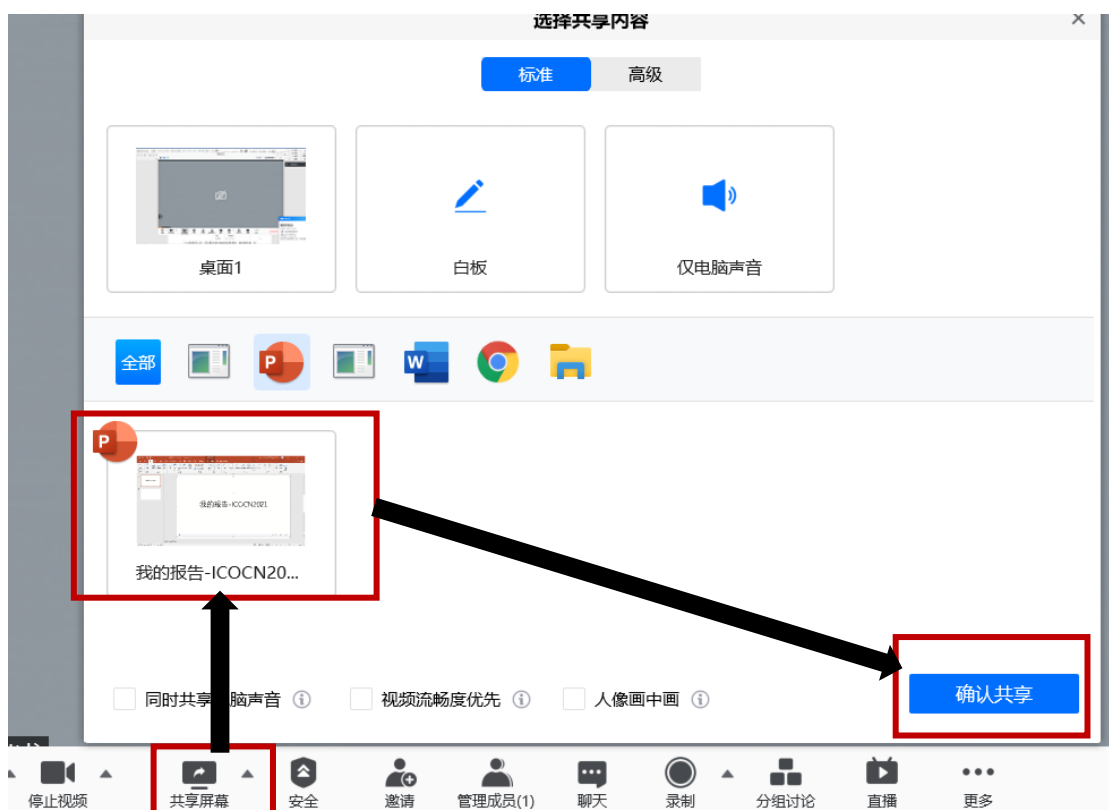 选择共享内容
标准 高级
桌面1 白板 仅电脑声音
全部
我的报告-ICOCN2021
我的报告-ICOCN20...
同时共享 脑声音 视频流畅度优先 人像画中画
确认共享
停止视频 共享屏幕 安全 邀请 管理成员(1) 聊天 录制 分组讨论 直播 更多